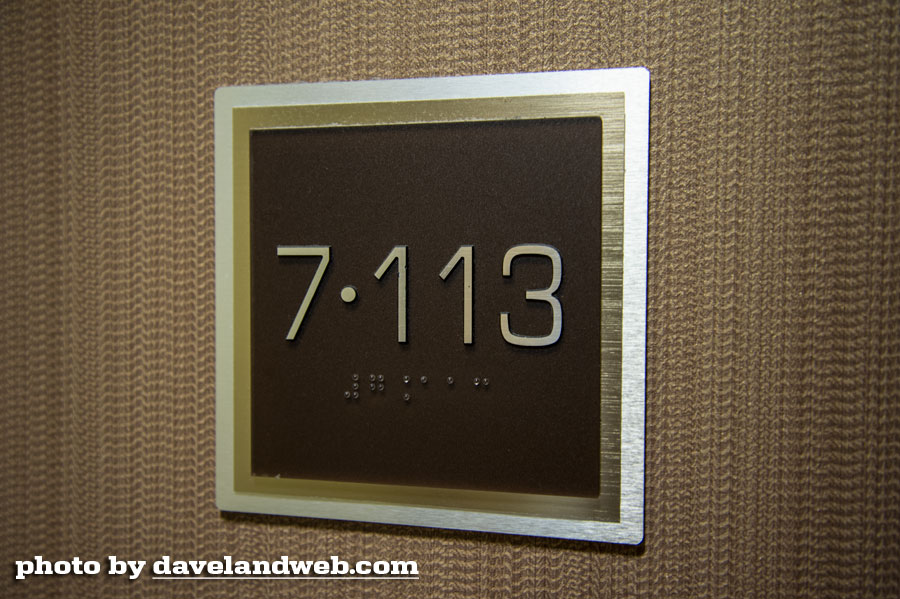 7·113
⠼⠛⠅⠁⠁⠉
photo by davelandweb.com